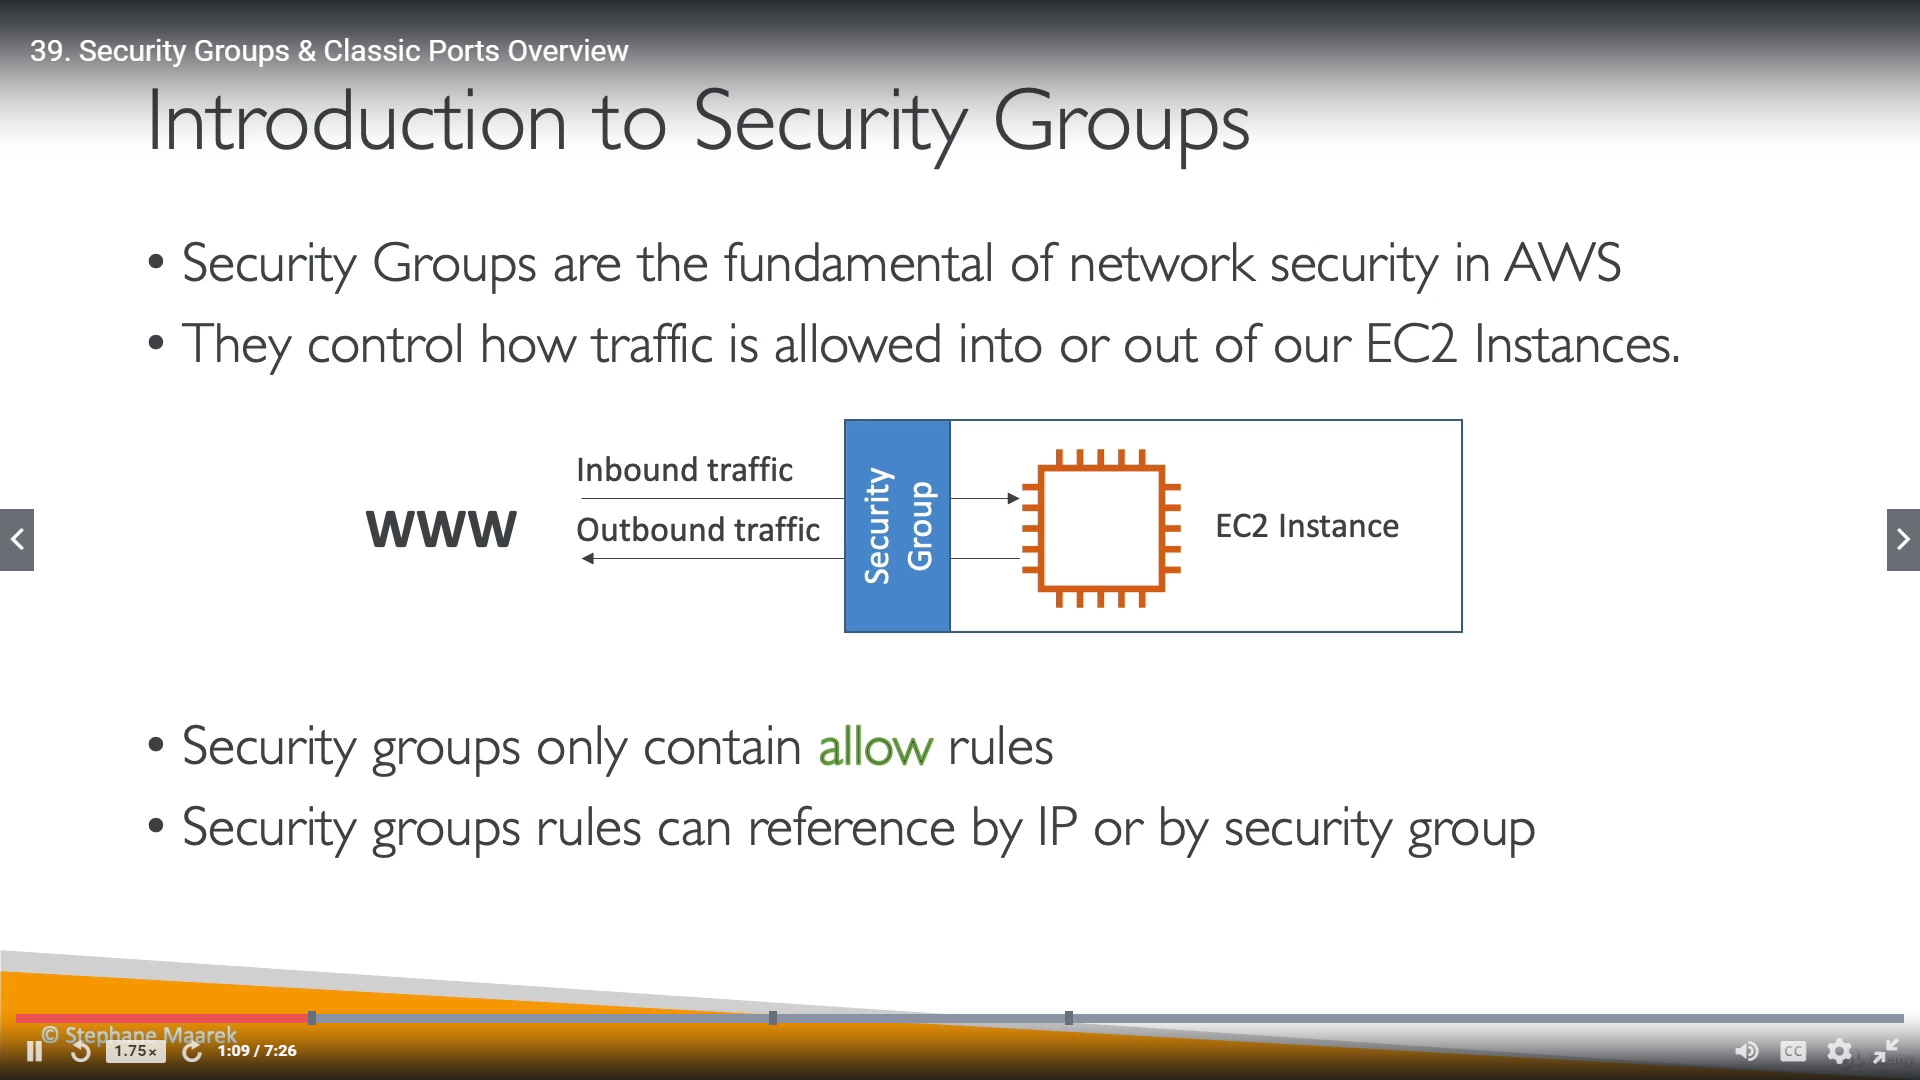 39. Security Groups & Classic Ports Overview
Introduction to Security Groups
• Security Groups are the fundamental of network security in AWS
• They control how traffic is allowed into or out of our EC2 Instances.
WWW
Inbound traffic
Outbound traffic
Security
Group
EC2 Instance
• Security groups only contain allow rules
• Security groups rules can reference by IP or by security group
© Stephane Maarek
1.75×
1:09 / 7:26
CC